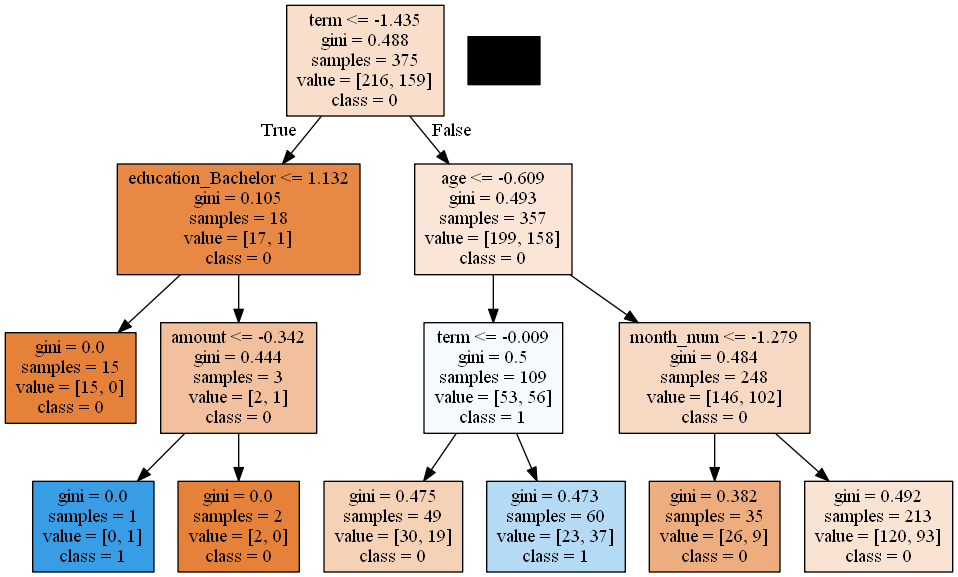 term <= -1.435
gini = 0.488
samples = 375
value = [216, 159]
class = 0
True
False
education_Bachelor <= 1.132
gini = 0.105
samples = 18
value = [17, 1]
class = 0
age <= -0.609
gini = 0.493
samples = 357
value = [199, 158]
class = 0
gini = 0.0
samples = 15
value = [15, 0]
class = 0
amount <= -0.342
gini = 0.444
samples = 3
value = [2, 1]
class = 0
term <= -0.009
gini = 0.5
samples = 109
value = [53, 56]
class = 1
month_num <= -1.279
gini = 0.484
samples = 248
value = [146, 102]
class = 0
gini = 0.0
samples = 1
value = [0, 1]
class = 1
gini = 0.0
samples = 2
value = [2, 0]
class = 0
gini = 0.475
samples = 49
value = [30, 19]
class = 0
gini = 0.473
samples = 60
value = [23, 37]
class = 1
gini = 0.382
samples = 35
value = [26, 9]
class = 0
gini = 0.492
samples = 213
value = [120, 93]
class = 0